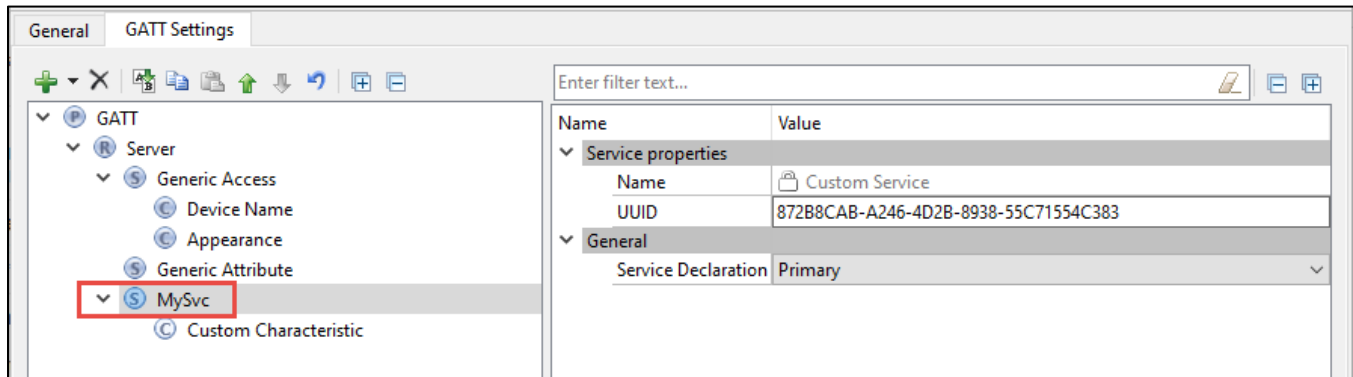 General GATT Settings
Enter filter text...
P GATT
R Server
S Generic Access
C Device Name
C Appearance
S Generic Attribute
S MySvc
C Custom Characteristic
Name Value
Service properties
Name Custom Service
UUID 872B8CAB-A246-4D2B-8938-55C71554C383
General
Service Declaration Primary